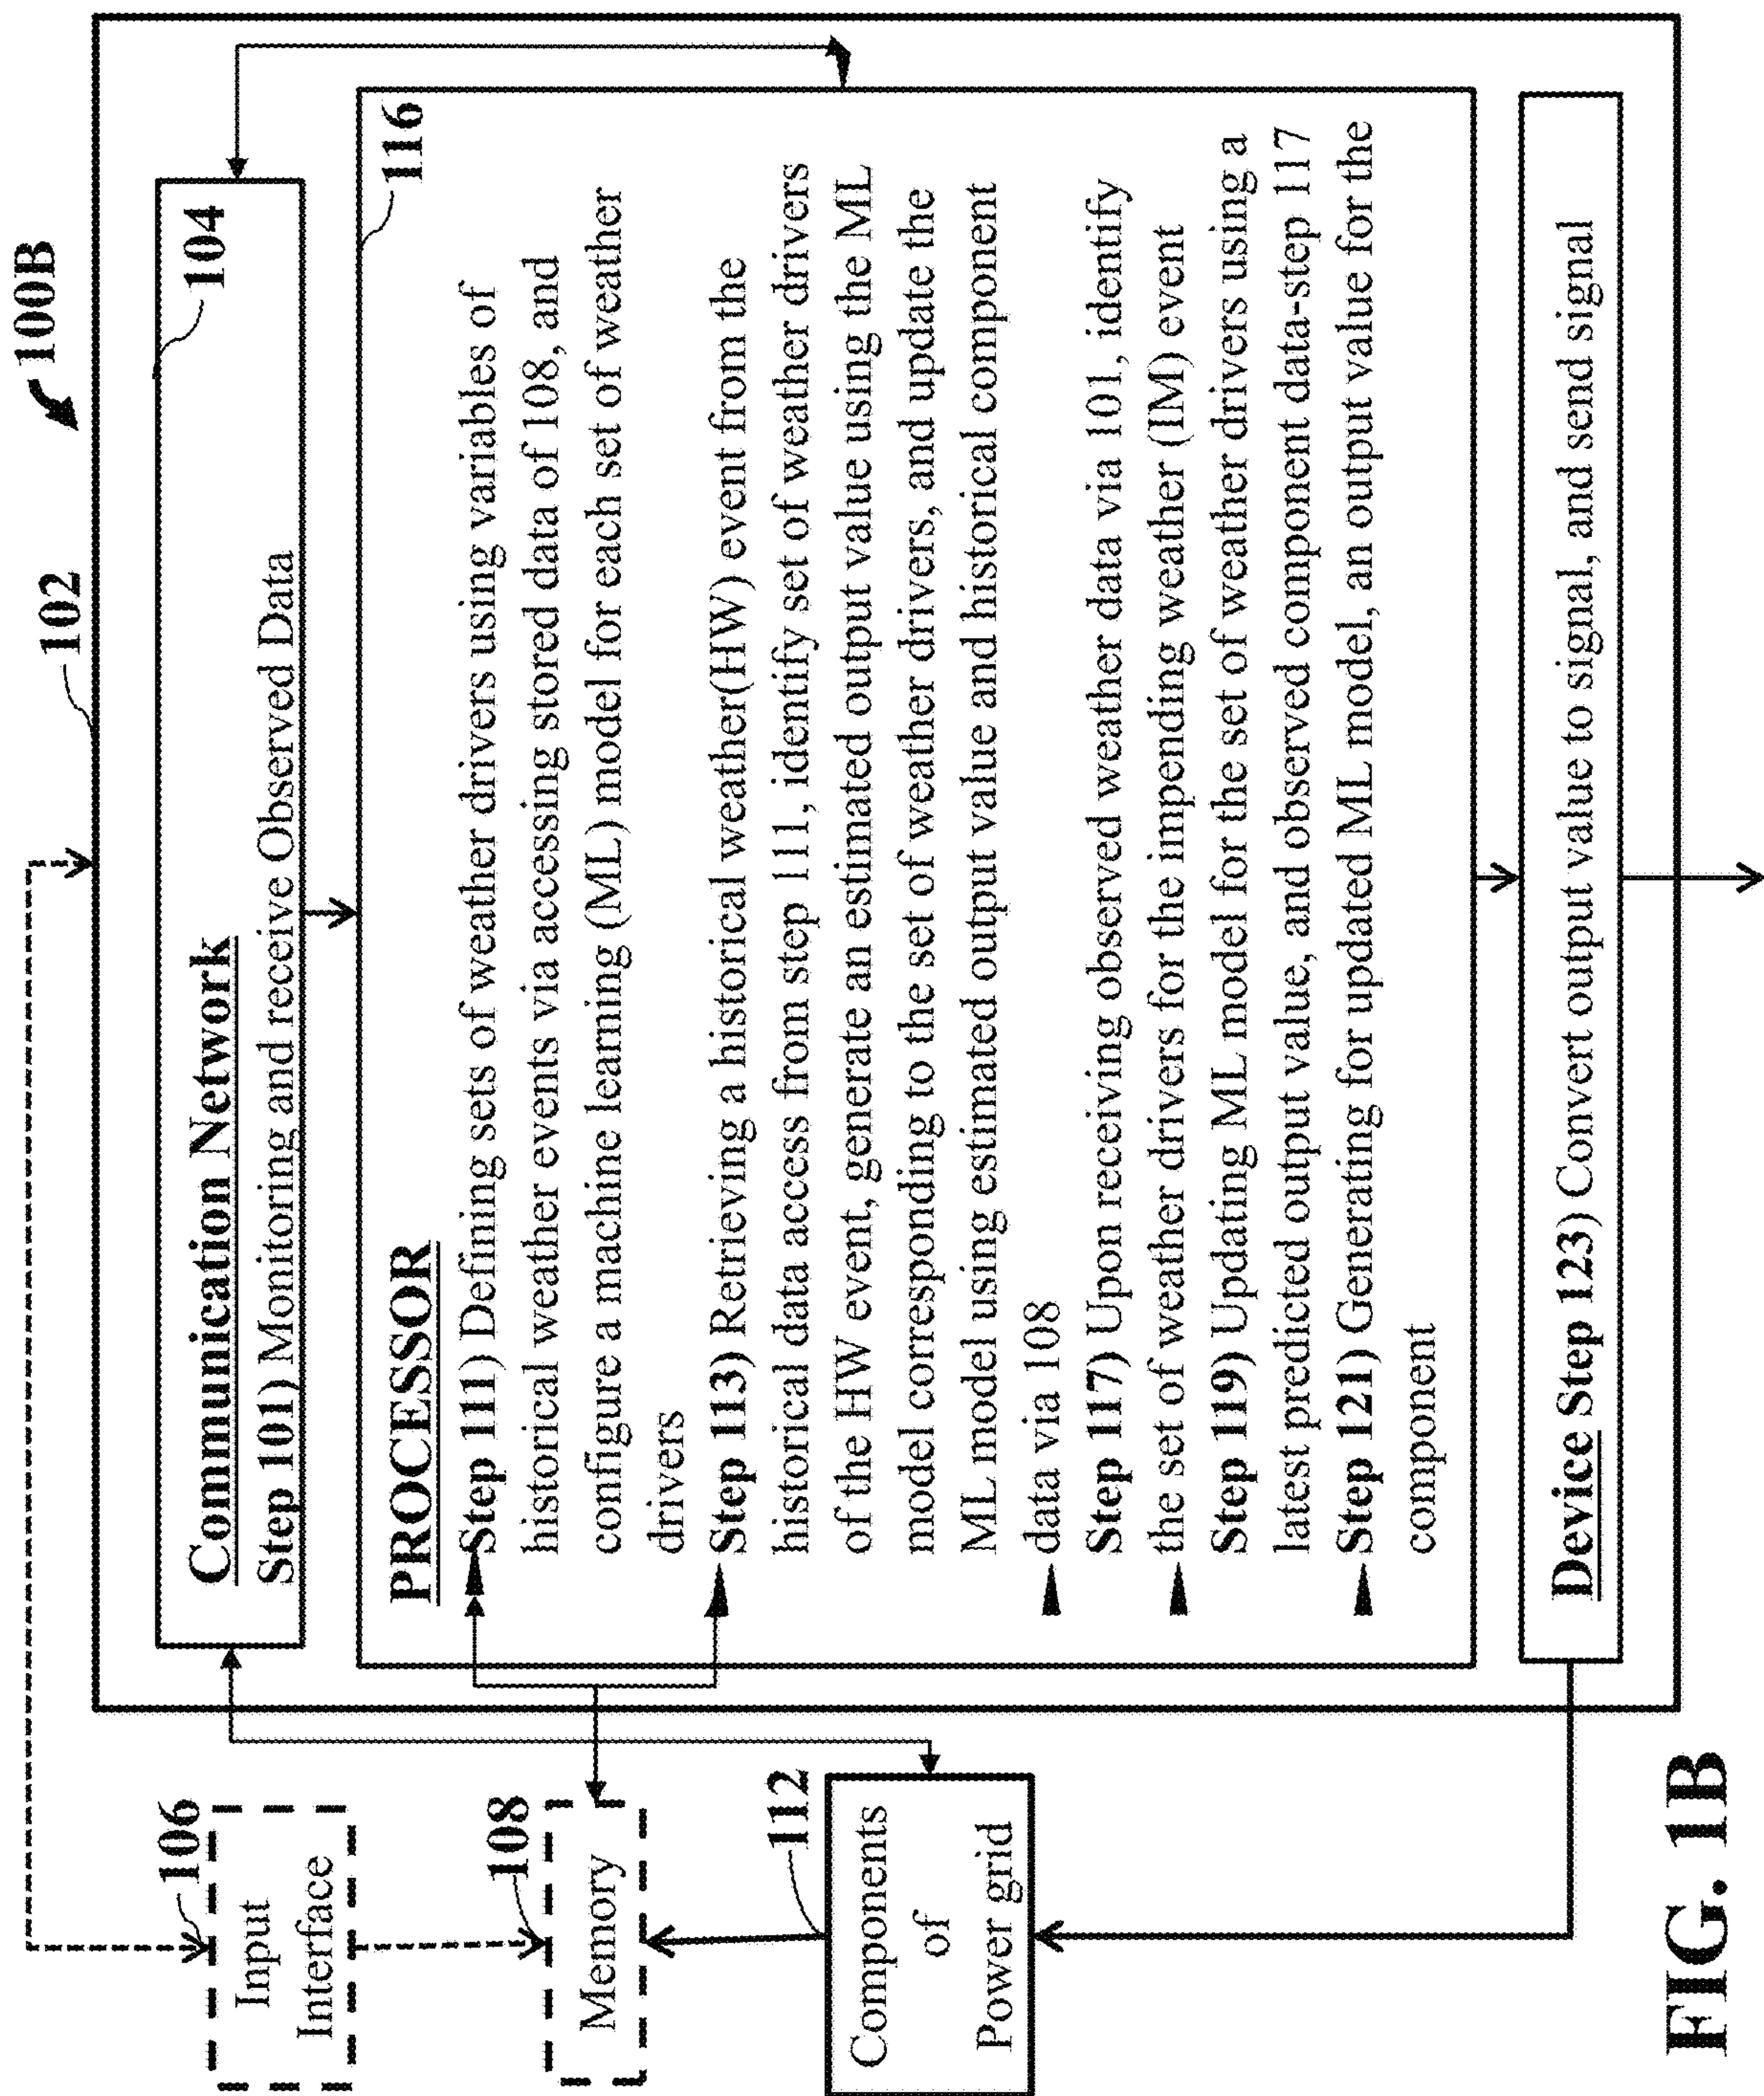 100B
102
104
Communication Network
Step 101) Monitoring and receive Observed Data
116
PROCESSOR
Step 111) Defining sets of weather drivers using variables of
historical weather events via accessing stored data of 108, and
configure a machine learning (ML) model for each set of weather
drivers
Step 113) Retrieving a historical weather(HW) event from the
historical data access from step 111, identify set of weather drivers
of the HW event, generate an estimated output value using the ML
model corresponding to the set of weather drivers, and update the
ML model using estimated output value and historical component
data via 108
Step 117) Upon receiving observed weather data via 101, identify
the set of weather drivers for the impending weather (IM) event
Step 119) Updating ML model for the set of weather drivers using a
latest predicted output value, and observed component data-step 117
Step 121) Generating for updated ML model, an output value for the
component
Device Step 123) Convert output value to signal, and send signal
106
Input
Interface
108
Memory
112
Components
of
Power grid
FIG. 1B